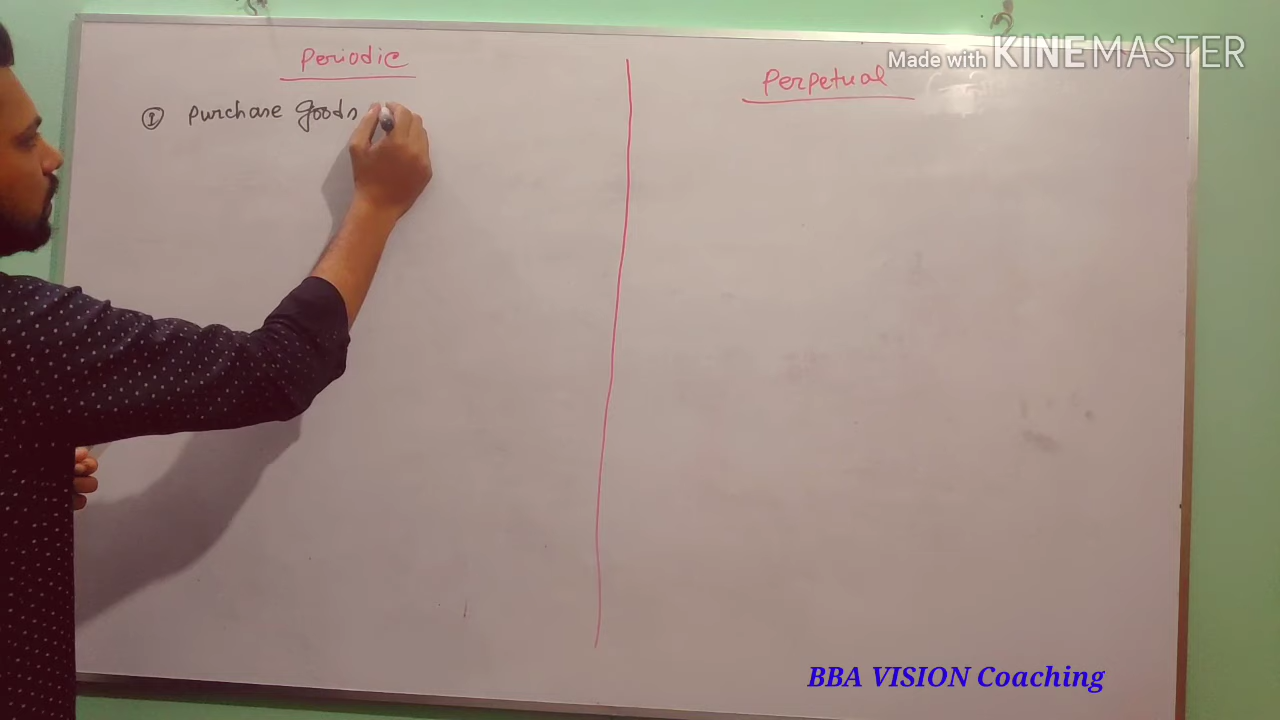 Periodic
Made with KINEMASTER
Perpetual
① Purchase goods
BBA VISION Coaching